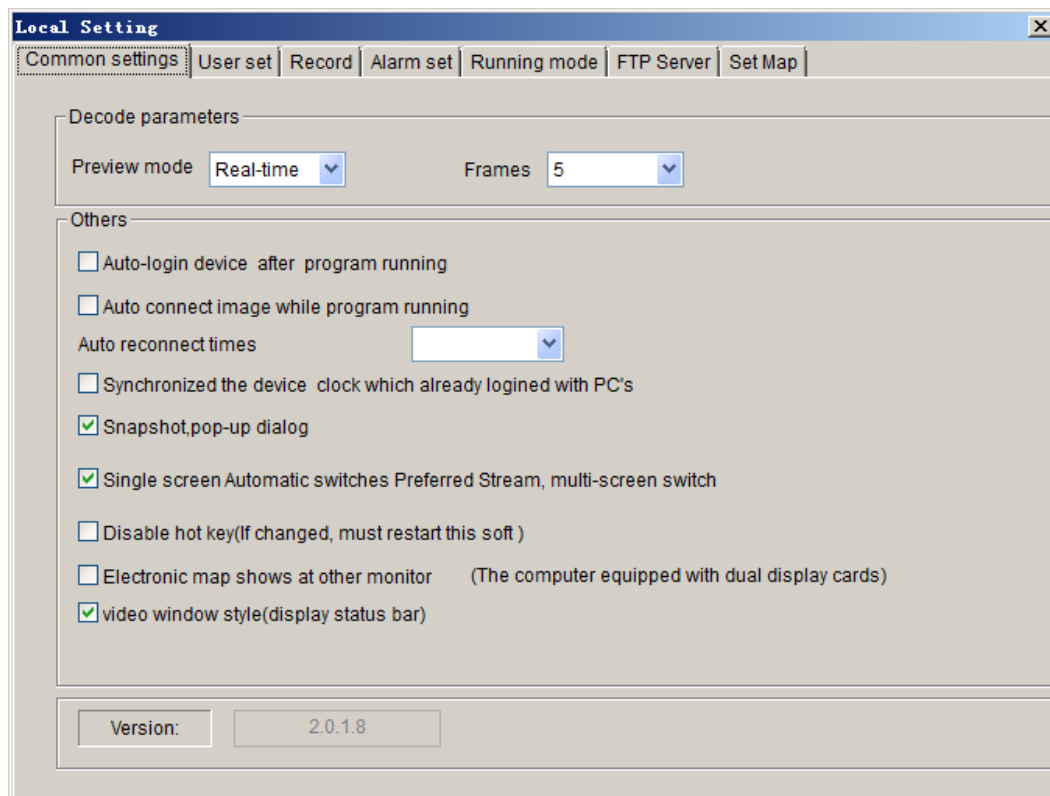 Local Setting
Common settings User set Record Alarm set Running mode FTP Server Set Map
Decode parameters
Preview mode Real-time Frames 5
Others
Auto-login device after program running
Auto connect image while program running
Auto reconnect times
Synchronized the device clock which already logined with PC's
Snapshot,pop-up dialog
Single screen Automatic switches Preferred Stream, multi-screen switch
Disable hot key(If changed, must restart this soft )
Electronic map shows at other monitor (The computer equipped with dual display cards)
video window style(display status bar)
Version: 2.0.1.8